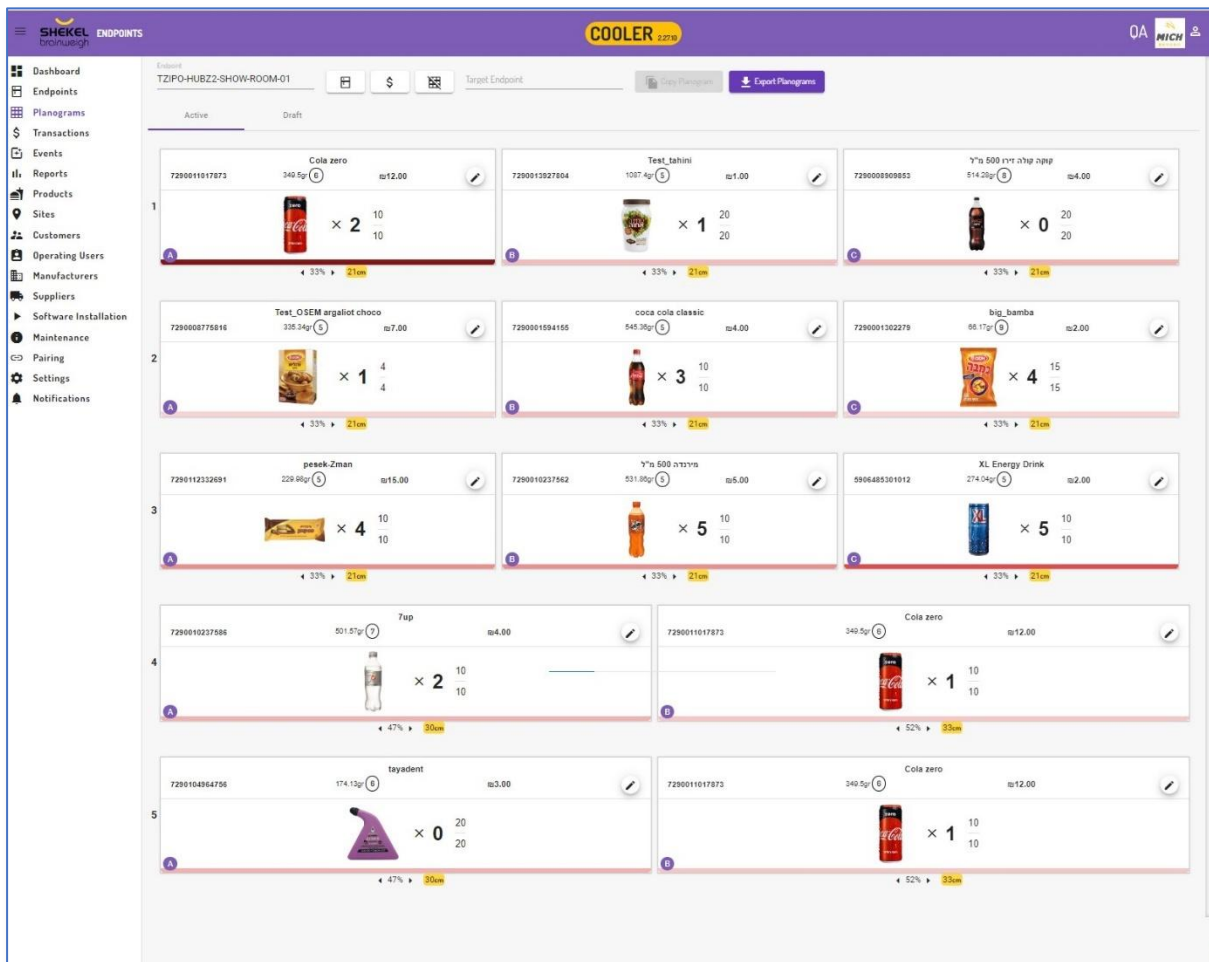 SHEKEL
brainweigh
ENDPOINTS
COOLER 2.27.19
QA
MICH
Dashboard
Endpoints
Planograms
Transactions
Events
Reports
Products
Sites
Customers
Operating Users
Manufacturers
Suppliers
Software Installation
Maintenance
Pairing
Settings
Notifications
Endpoint
TZIPO-HUBZ2-SHOW-ROOM-01
$
Target Endpoint
Copy Planogram
Export Planograms
Active
Draft
1
Cola zero
7290011017873 349.5gr 6 ₪12.00
× 2 10
10
A
33% 21cm
Test_tahini
7290013927804 1087.4gr 5 ₪1.00
× 1 20
20
B
33% 21cm
קוקה קולה זירו 500 מ"ל
7290008909853 514.28gr 8 ₪4.00
× 0 20
20
C
33% 21cm
2
Test_OSEM argaliot choco
7290008775816 335.34gr 5 ₪7.00
× 1 4
4
A
33% 21cm
coca cola classic
7290001594155 545.36gr 5 ₪4.00
× 3 10
10
B
33% 21cm
big_bamba
7290001302279 86.17gr 9 ₪2.00
במבה
× 4 15
15
C
33% 21cm
3
pesek-Zman
7290112332691 229.98gr 5 ₪15.00
× 4 10
10
A
33% 21cm
מירנדה 500 מ"ל
7290010237562 531.86gr 5 ₪5.00
× 5 10
10
B
33% 21cm
XL Energy Drink
5906485301012 274.04gr 5 ₪2.00
XL
× 5 10
10
C
33% 21cm
4
7up
7290010237586 501.57gr 7 ₪4.00
× 2 10
10
A
47% 30cm
Cola zero
7290011017873 349.5gr 6 ₪12.00
× 1 10
10
B
52% 33cm
5
tayadent
7290104964756 174.13gr 6 ₪3.00
× 0 20
20
A
47% 30cm
Cola zero
7290011017873 349.5gr 6 ₪12.00
× 1 10
10
B
52% 33cm